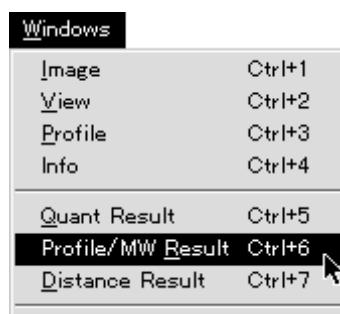 Windows
Image Ctrl+1
View Ctrl+2
Profile Ctrl+3
Info Ctrl+4
Quant Result Ctrl+5
Profile/MW Result Ctrl+6
Distance Result Ctrl+7